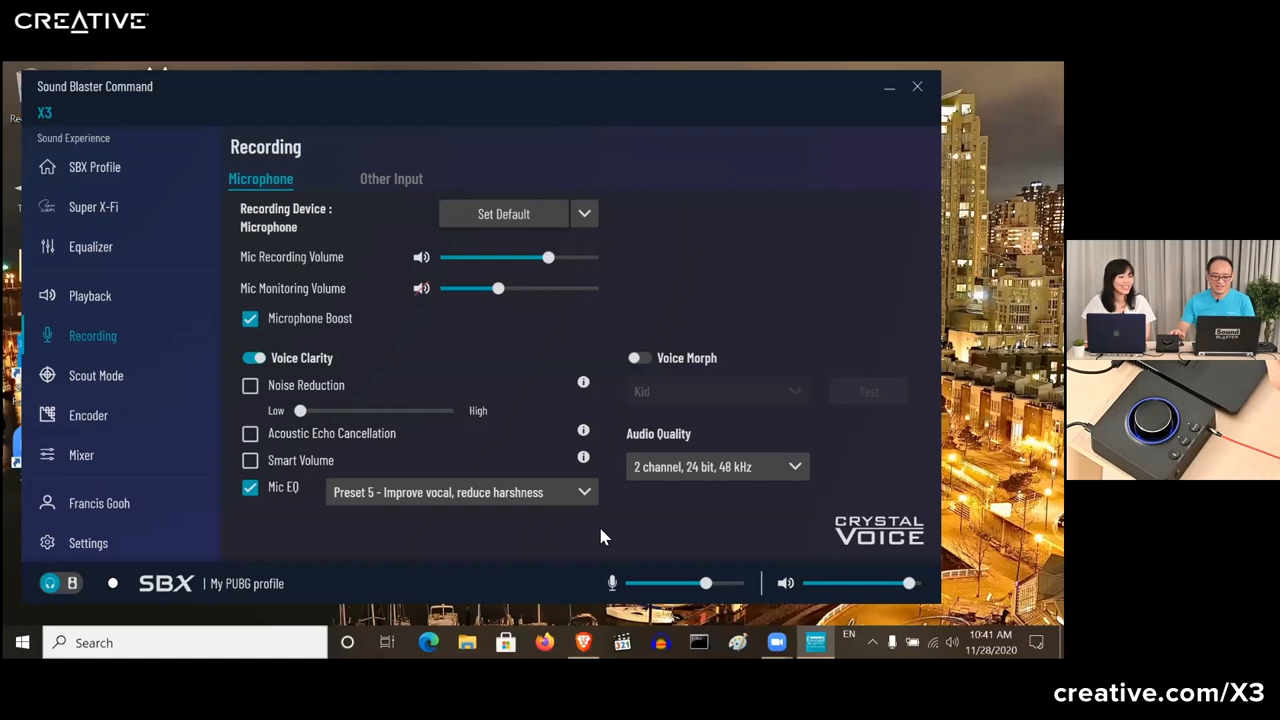 CREATIVE
Sound Blaster Command
X3
Sound Experience
SBX Profile
Super X-Fi
Equalizer
Playback
Recording
Scout Mode
Encoder
Mixer
Francis Gooh
Settings
Recording
Microphone
Other Input
Recording Device :
Microphone
Set Default
Mic Recording Volume
Mic Monitoring Volume
Microphone Boost
Voice Clarity
Noise Reduction
Low
High
Acoustic Echo Cancellation
Smart Volume
Mic EQ
Preset 5 - Improve vocal, reduce harshness
Voice Morph
Kid
Test
Audio Quality
2 channel, 24 bit, 48 kHz
CRYSTAL
VOICE
SBX | My PUBG profile
Search
321
EN
10:41 AM
11/28/2020
Sound
BLASTER
creative.com/X3